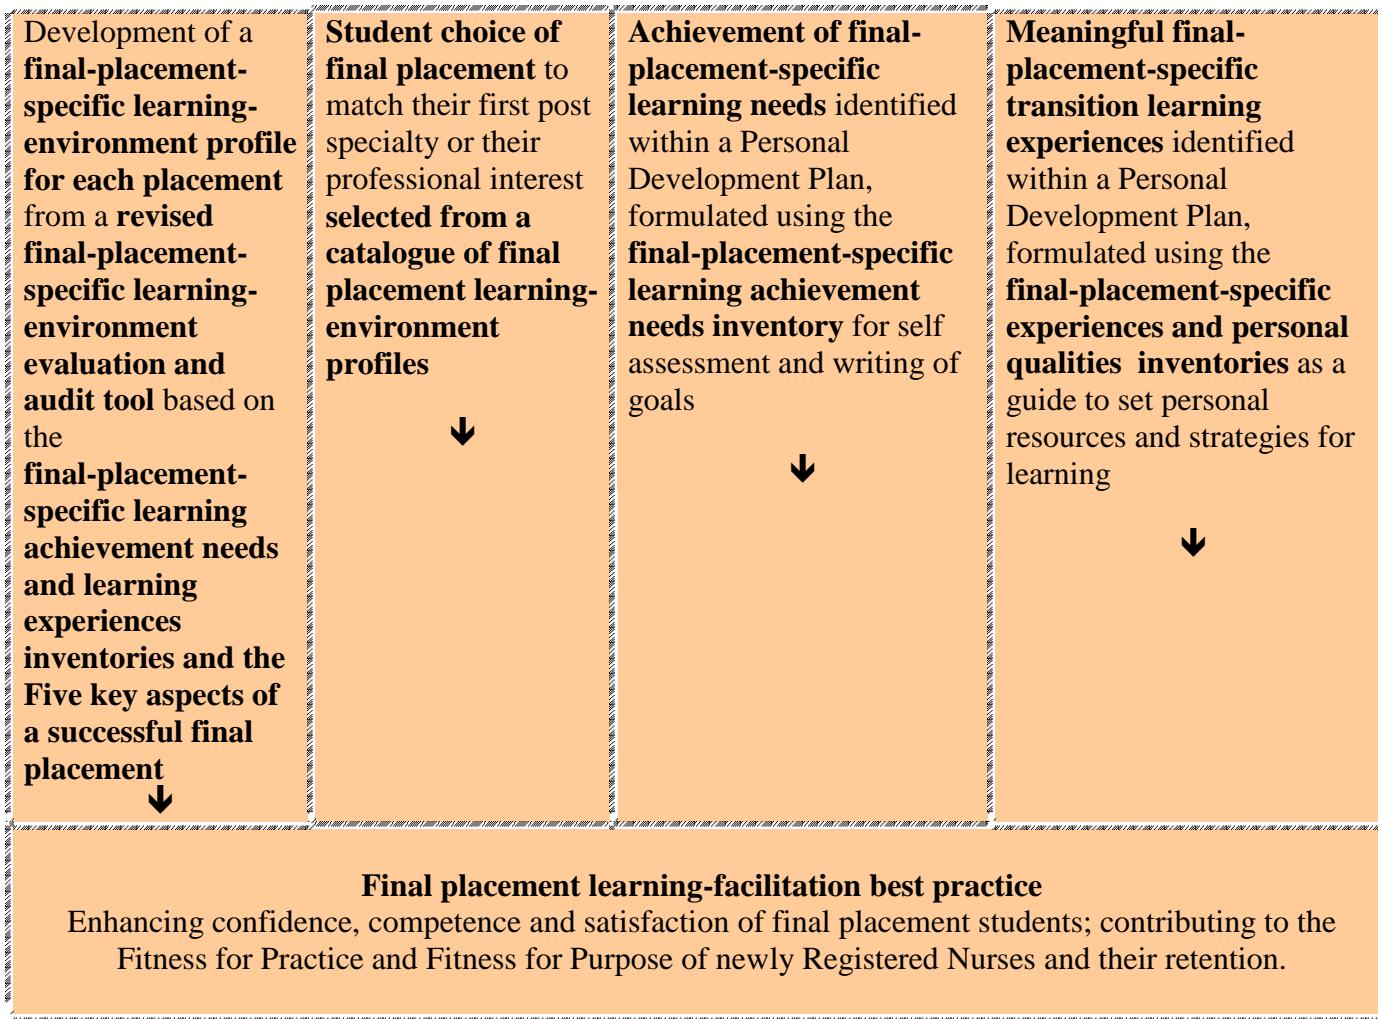 Development of a
final-placement-
specific learning-
environment profile
for each placement
from a revised
final-placement-
specific learning-
environment
evaluation and
audit tool based on
the
final-placement-
specific learning
achievement needs
and learning
experiences
inventories and the
Five key aspects of
a successful final
placement
Student choice of
final placement to
match their first post
specialty or their
professional interest
selected from a
catalogue of final
placement learning-
environment
profiles
Achievement of final-
placement-specific
learning needs identified
within a Personal
Development Plan,
formulated using the
final-placement-specific
learning achievement
needs inventory for self
assessment and writing of
goals
Meaningful final-
placement-specific
transition learning
experiences identified
within a Personal
Development Plan,
formulated using the
final-placement-specific
experiences and personal
qualities inventories as a
guide to set personal
resources and strategies for
learning
Final placement learning-facilitation best practice
Enhancing confidence, competence and satisfaction of final placement students; contributing to the
Fitness for Practice and Fitness for Purpose of newly Registered Nurses and their retention.